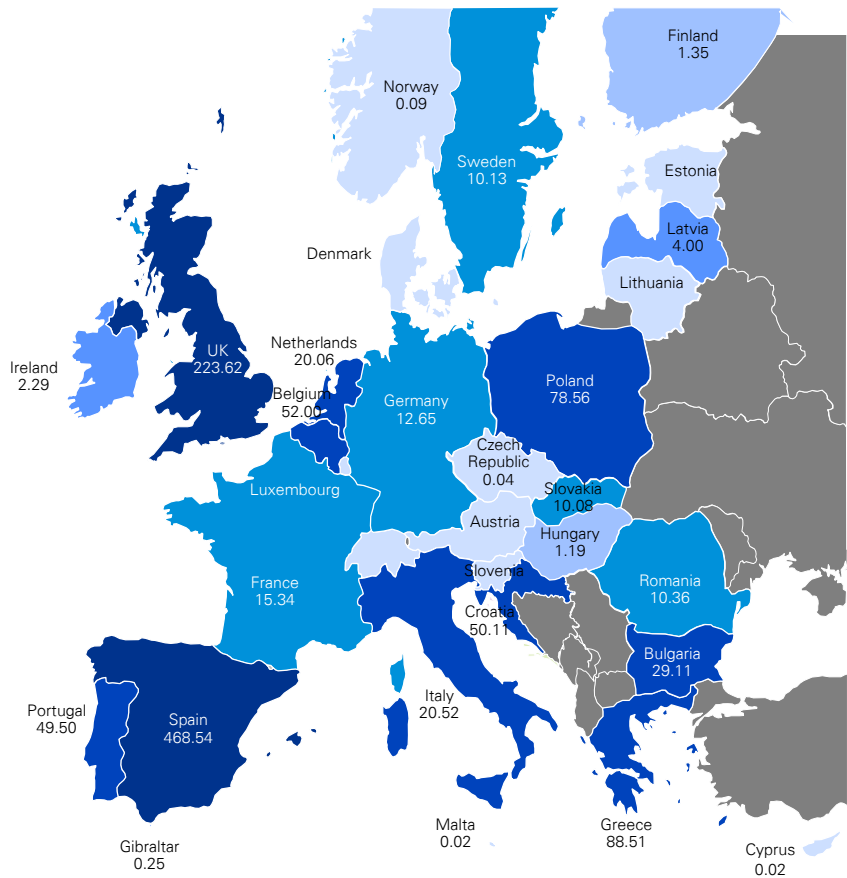 Finland
1.35
Norway
0.09
Sweden
10.13
Estonia
Latvia
4.00
Denmark
Lithuania
Netherlands
20.06
UK
223.62
Ireland
2.29
Belgium
52.00
Germany
12.65
Poland
78.56
Czech
Republic
0.04
Luxembourg
Slovakia
10.08
Austria
Hungary
1.19
Slovenia
France
15.34
Romania
10.36
Croatia
50.11
Bulgaria
29.11
Italy
20.52
Portugal
49.50
Spain
468.54
Malta
0.02
Greece
88.51
Gibraltar
0.25
Cyprus
0.02